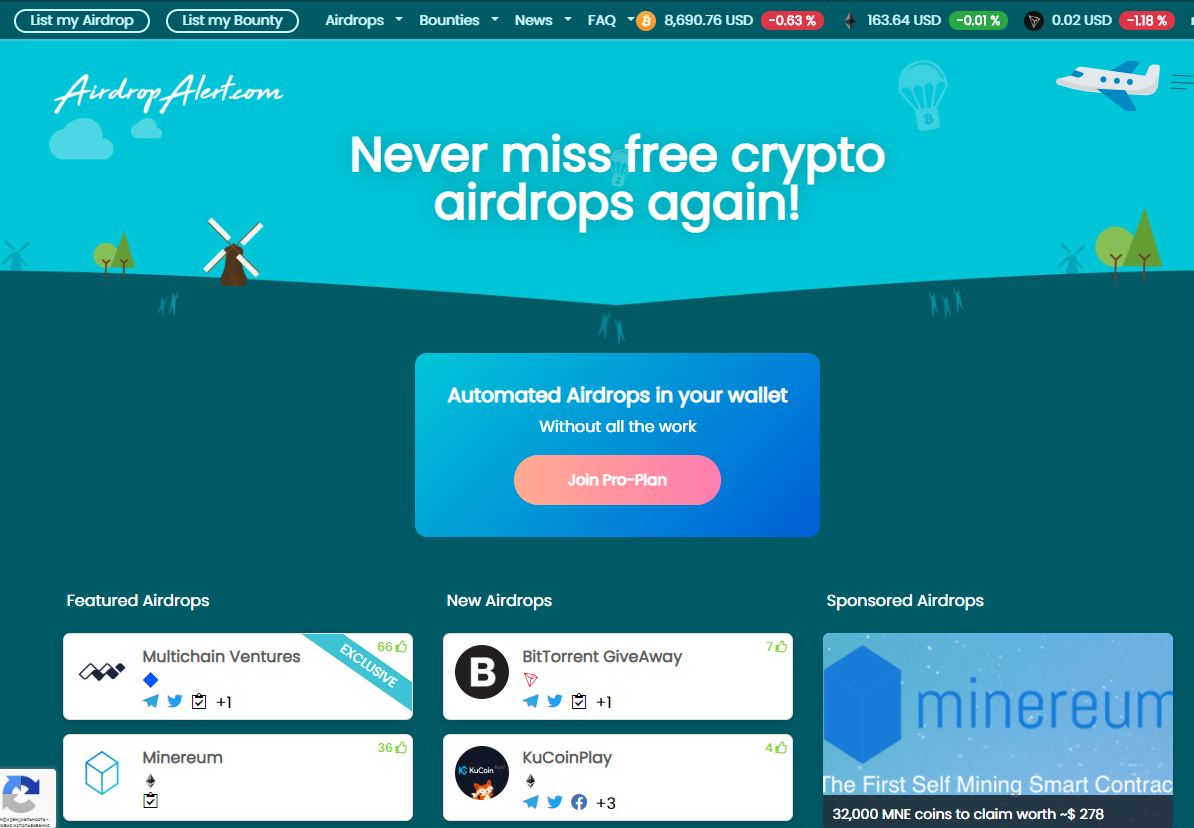 List my Airdrop
List my Bounty
Airdrops
Bounties
News
FAQ
8,690.76 USD
-0.63 %
163.64 USD
-0.01 %
0.02 USD
-1.18 %
AirdropAlert.com
Never miss free crypto
airdrops again!
Automated Airdrops in your wallet
Without all the work
Join Pro-Plan
Featured Airdrops
New Airdrops
Sponsored Airdrops
Multichain Ventures
66
EXCLUSIVE
+1
B
BitTorrent GiveAway
7
+1
minereum
The First Self Mining Smart Contrac
32,000 MNE coins to claim worth ~$ 278
Minereum
36
KuCoin PLAY
KuCoinPlay
4
+3